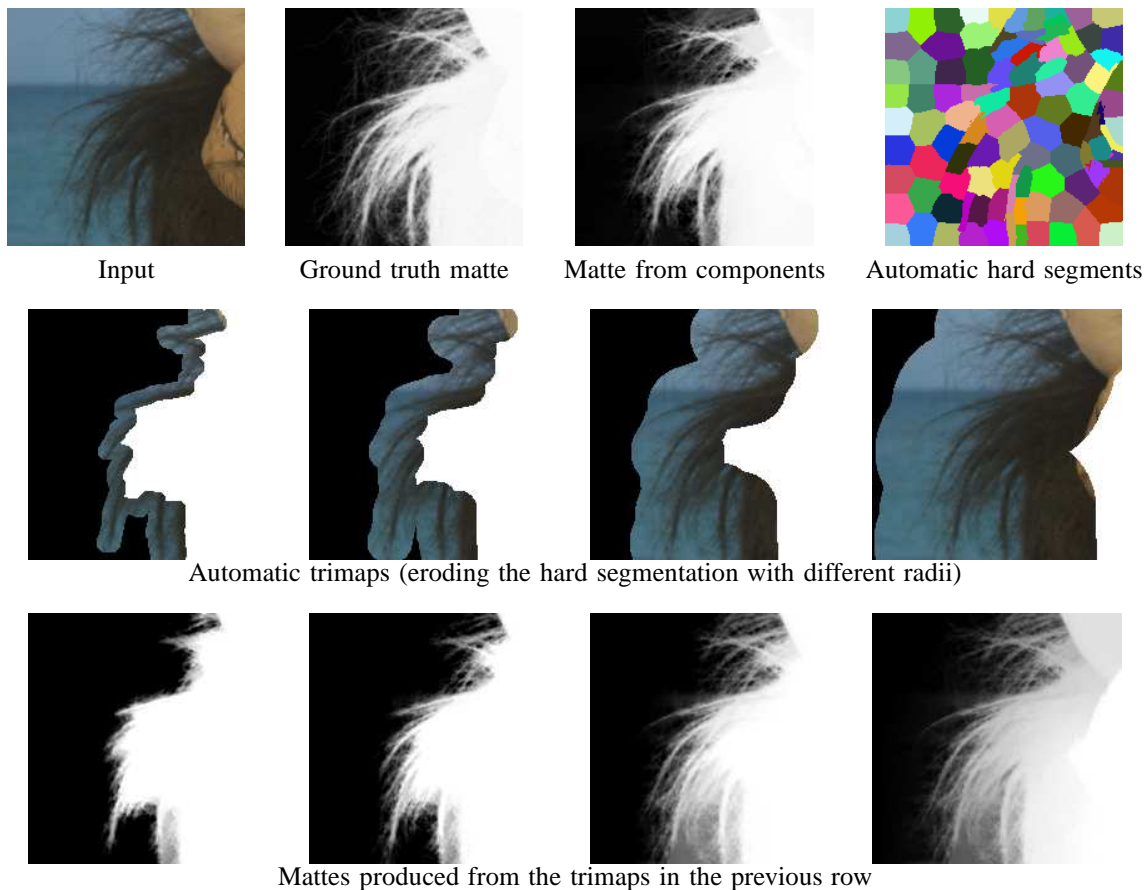 Input
Ground truth matte
Matte from components
Automatic hard segments
Automatic trimaps (eroding the hard segmentation with different radii)
Mattes produced from the trimaps in the previous row